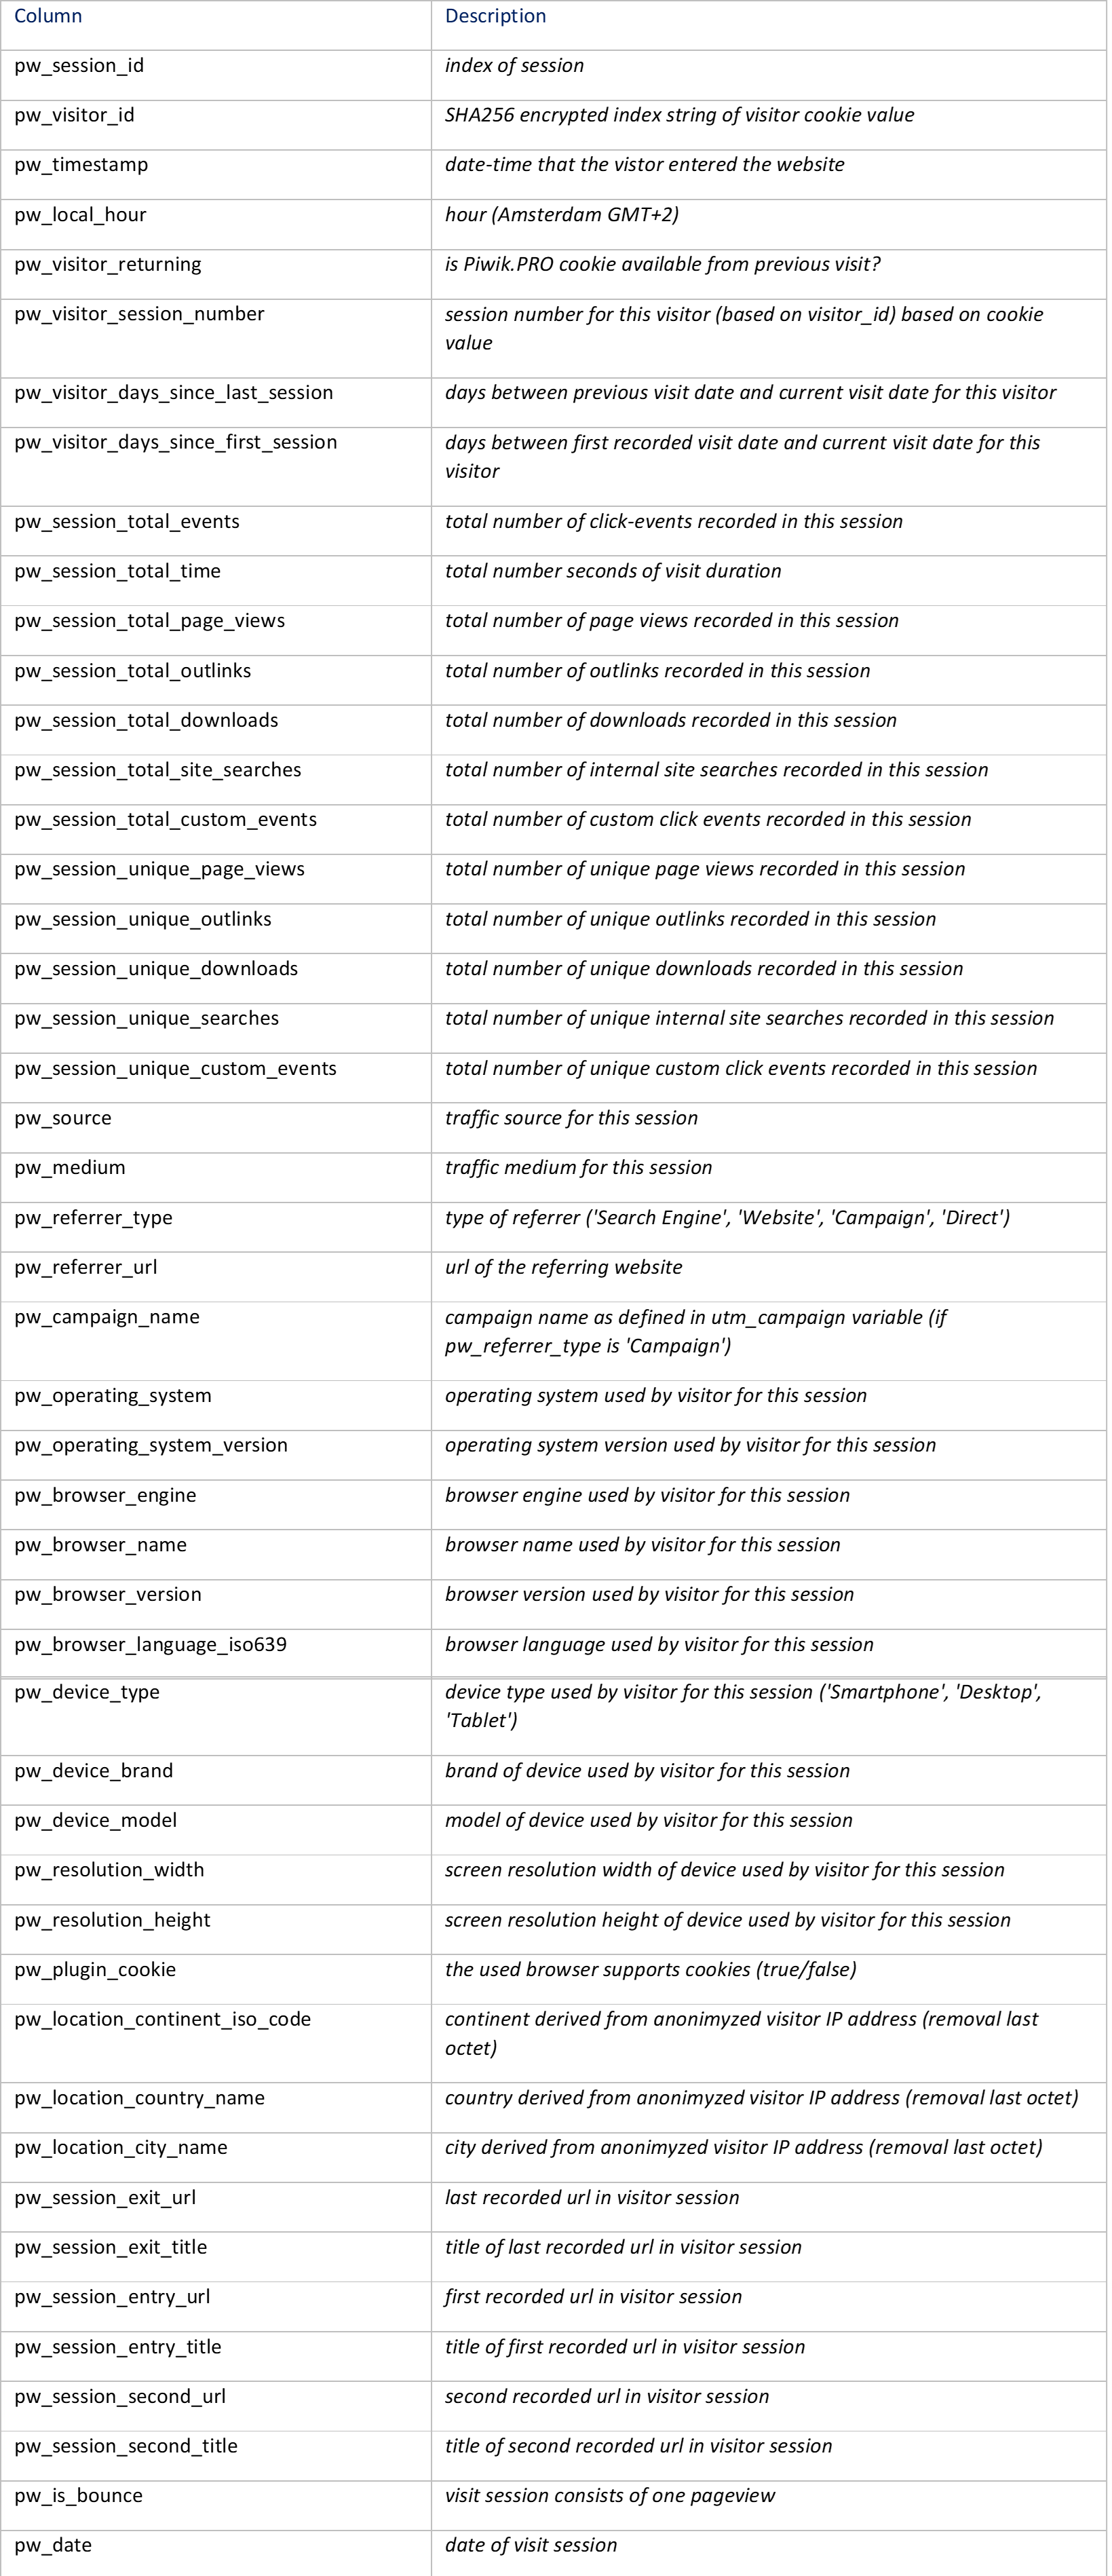 Column Description
pw_session_id index of session
pw_visitor_id SHA256 encrypted index string of visitor cookie value
pw_timestamp date-time that the vistor entered the website
pw_local_hour hour (Amsterdam GMT+2)
pw_visitor_returning is Piwik.PRO cookie available from previous visit?
pw_visitor_session_number session number for this visitor (based on visitor_id) based on cookie
value
pw_visitor_days_since_last_session days between previous visit date and current visit date for this visitor
pw_visitor_days_since_first_session days between first recorded visit date and current visit date for this
visitor
pw_session_total_events total number of click-events recorded in this session
pw_session_total_time total number seconds of visit duration
pw_session_total_page_views total number of page views recorded in this session
pw_session_total_outlinks total number of outlinks recorded in this session
pw_session_total_downloads total number of downloads recorded in this session
pw_session_total_site_searches total number of internal site searches recorded in this session
pw_session_total_custom_events total number of custom click events recorded in this session
pw_session_unique_page_views total number of unique page views recorded in this session
pw_session_unique_outlinks total number of unique outlinks recorded in this session
pw_session_unique_downloads total number of unique downloads recorded in this session
pw_session_unique_searches total number of unique internal site searches recorded in this session
pw_session_unique_custom_events total number of unique custom click events recorded in this session
pw_source traffic source for this session
pw_medium traffic medium for this session
pw_referrer_type type of referrer ('Search Engine', 'Website', 'Campaign', 'Direct')
pw_referrer_url url of the referring website
pw_campaign_name campaign name as defined in utm_campaign variable (if
pw_referrer_type is 'Campaign')
pw_operating_system operating system used by visitor for this session
pw_operating_system_version operating system version used by visitor for this session
pw_browser_engine browser engine used by visitor for this session
pw_browser_name browser name used by visitor for this session
pw_browser_version browser version used by visitor for this session
pw_browser_language_iso639 browser language used by visitor for this session
pw_device_type device type used by visitor for this session ('Smartphone', 'Desktop',
'Tablet')
pw_device_brand brand of device used by visitor for this session
pw_device_model model of device used by visitor for this session
pw_resolution_width screen resolution width of device used by visitor for this session
pw_resolution_height screen resolution height of device used by visitor for this session
pw_plugin_cookie the used browser supports cookies (true/false)
pw_location_continent_iso_code continent derived from anonimyzed visitor IP address (removal last
octet)
pw_location_country_name country derived from anonimyzed visitor IP address (removal last octet)
pw_location_city_name city derived from anonimyzed visitor IP address (removal last octet)
pw_session_exit_url last recorded url in visitor session
pw_session_exit_title title of last recorded url in visitor session
pw_session_entry_url first recorded url in visitor session
pw_session_entry_title title of first recorded url in visitor session
pw_session_second_url second recorded url in visitor session
pw_session_second_title title of second recorded url in visitor session
pw_is_bounce visit session consists of one pageview
pw_date date of visit session